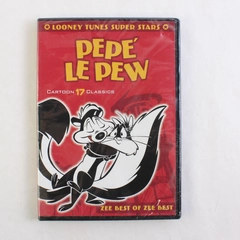 LOONEY TUNES SUPER STARS
PEPÉ
LE PEW
CARTOON 17 CLASSICS
ZEE BEST OF ZEE BEST